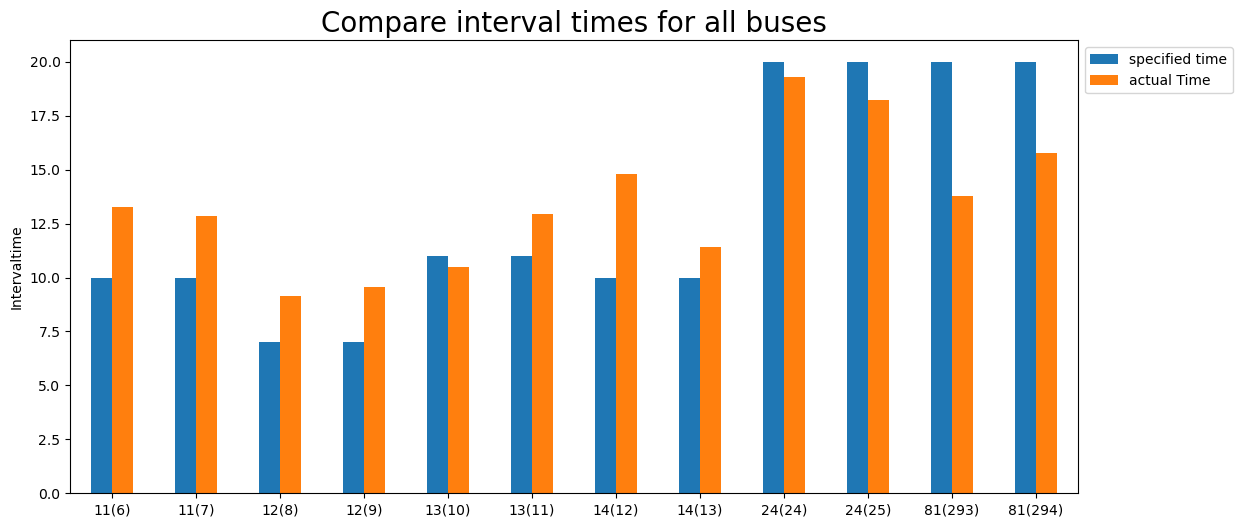 Compare interval times for all buses
specified time
actual Time
Intervaltime
20.0
17.5
15.0
12.5
10.0
7.5
5.0
2.5
0.0
11(6) 11(7) 12(8) 12(9) 13(10) 13(11) 14(12) 14(13) 24(24) 24(25) 81(293) 81(294)